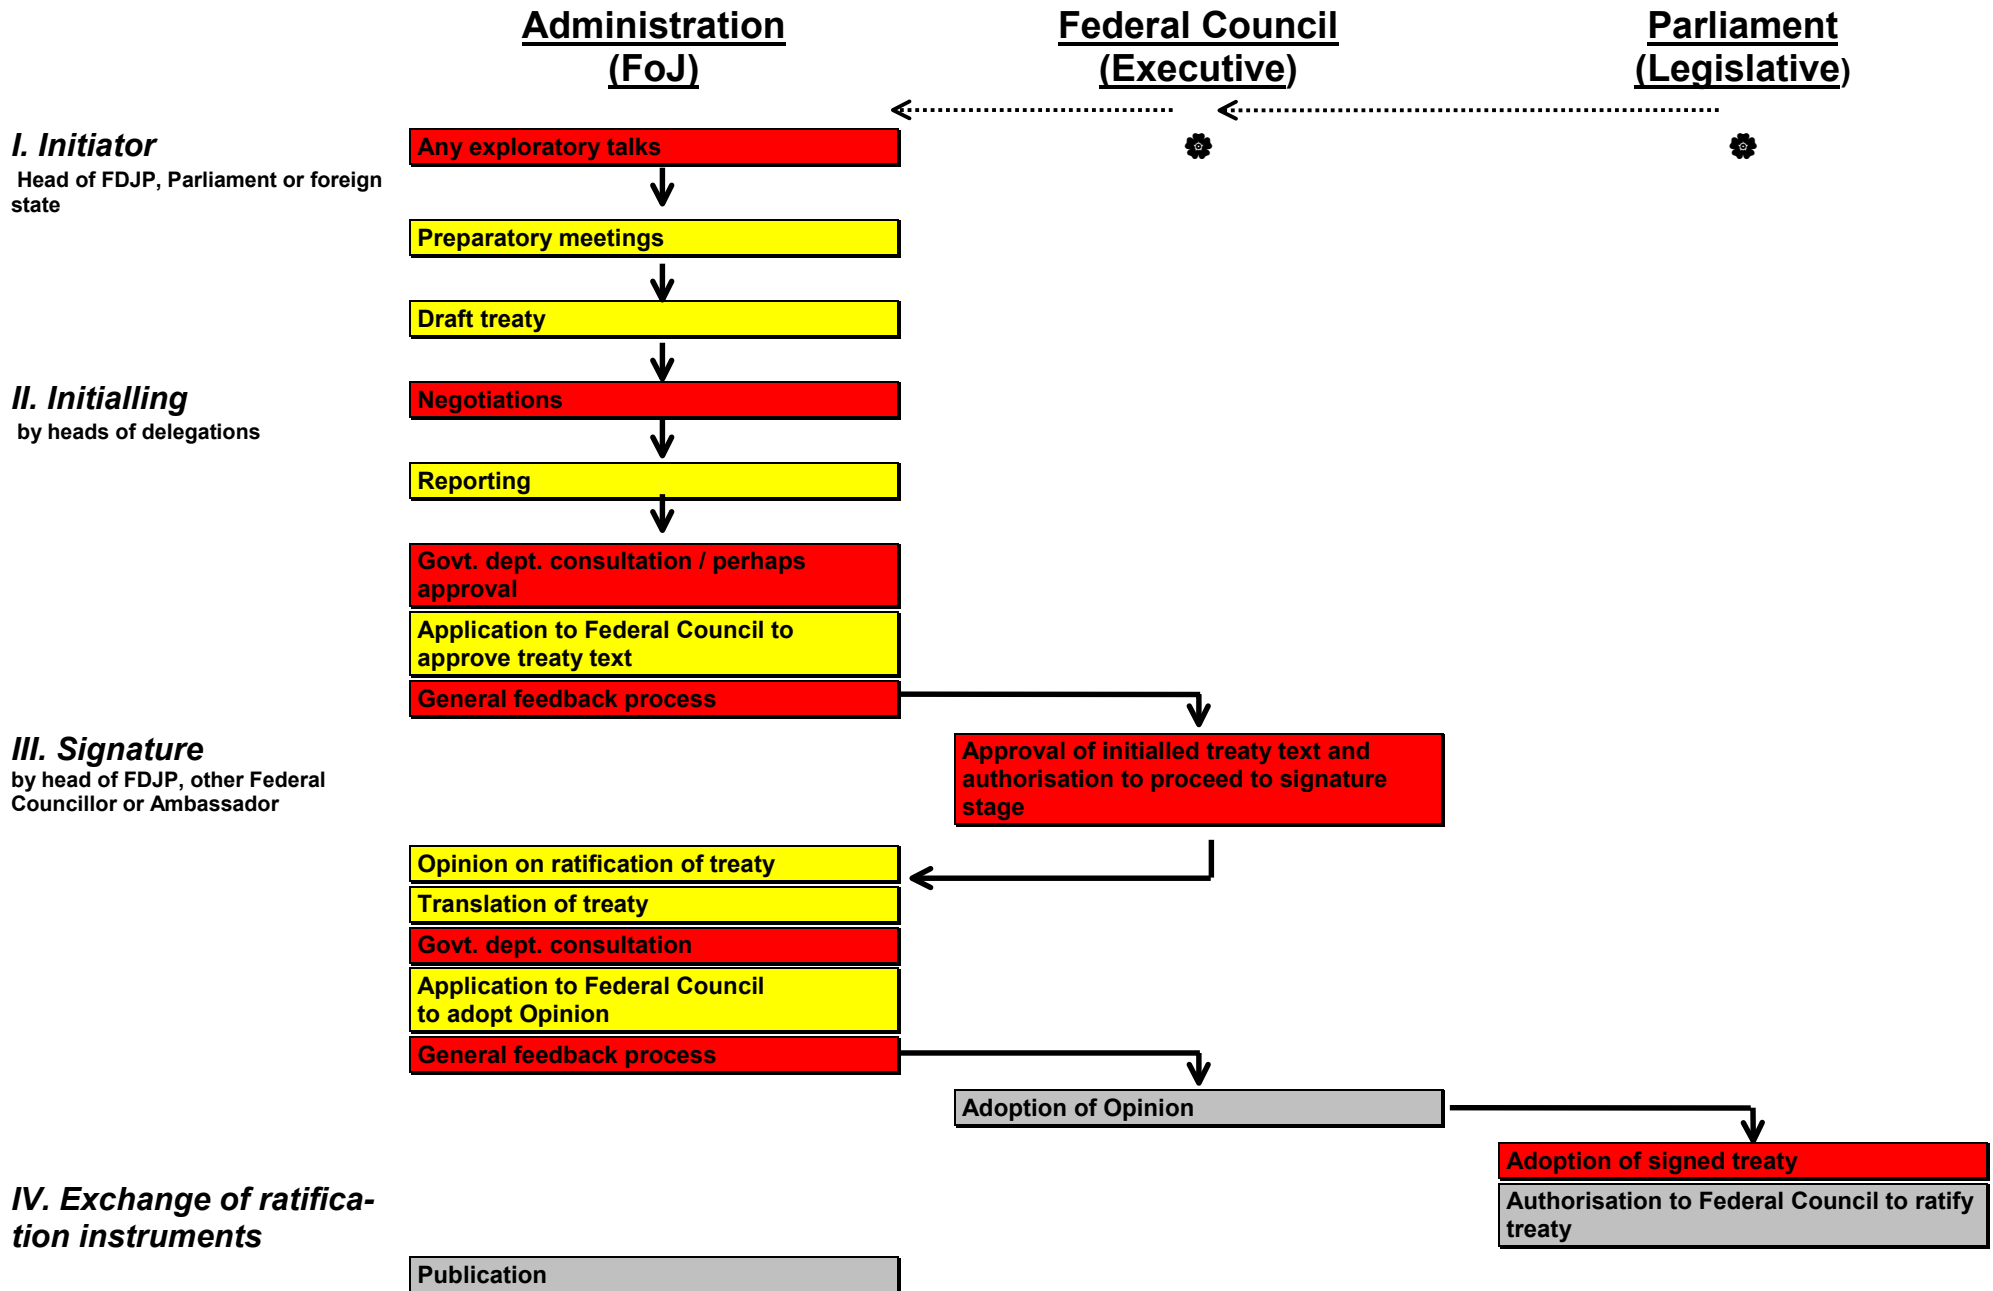 Administration
(FoJ)
Federal Council
(Executive)
Parliament
(Legislative)
I. Initiator
Head of FDJP, Parliament or foreign
state
Any exploratory talks
Preparatory meetings
Draft treaty
II. Initialling
by heads of delegations
Negotiations
Reporting
Govt. dept. consultation / perhaps
approval
Application to Federal Council to
approve treaty text
General feedback process
III. Signature
by head of FDJP, other Federal
Councillor or Ambassador
Approval of initialled treaty text and
authorisation to proceed to signature
stage
Opinion on ratification of treaty
Translation of treaty
Govt. dept. consultation
Application to Federal Council
to adopt Opinion
General feedback process
Adoption of Opinion
Adoption of signed treaty
Authorisation to Federal Council to ratify
treaty
IV. Exchange of ratifica-
tion instruments
Publication